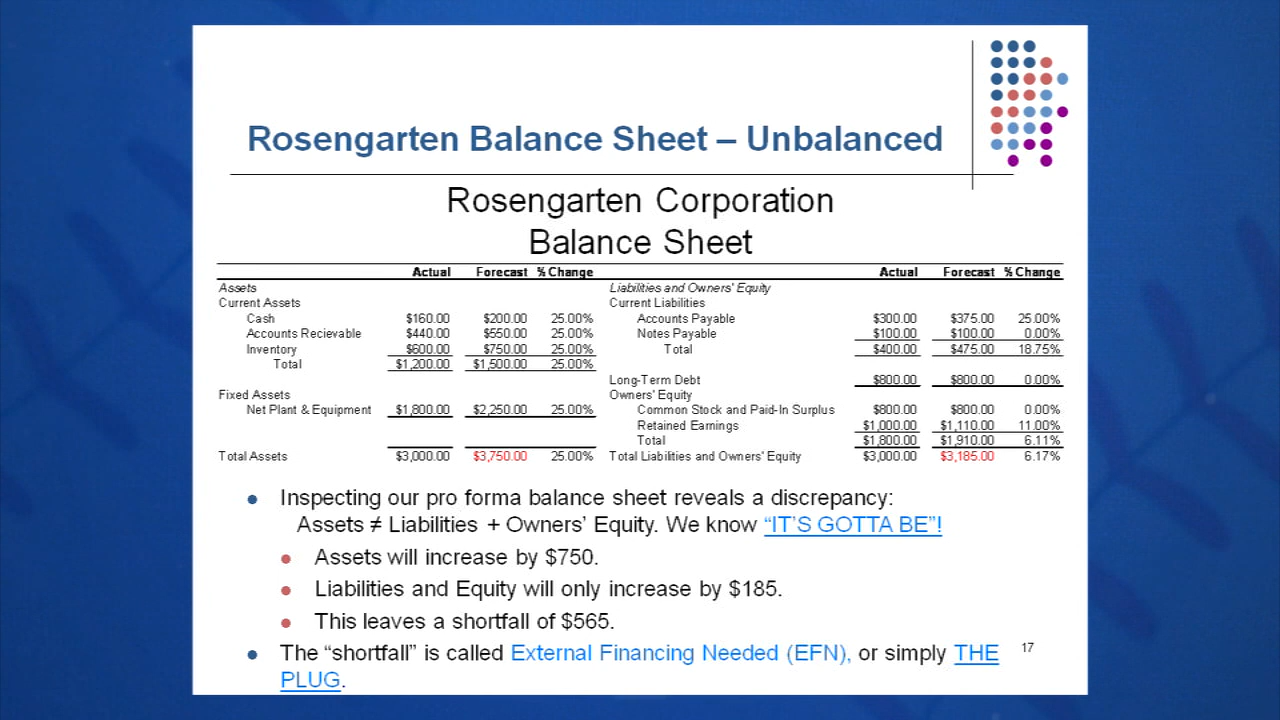 Rosengarten Balance Sheet – Unbalanced
Rosengarten Corporation
Balance Sheet
Actual Forecast % Change Actual Forecast % Change
Assets Liabilities and Owners' Equity
Current Assets Current Liabilities
Cash $160.00 $200.00 25.00% Accounts Payable $300.00 $375.00 25.00%
Accounts Recievable $440.00 $550.00 25.00% Notes Payable $100.00 $100.00 0.00%
Inventory $600.00 $750.00 25.00% Total $400.00 $475.00 18.75%
Total $1,200.00 $1,500.00 25.00%
Long-Term Debt $800.00 $800.00 0.00%
Fixed Assets Owners' Equity
Net Plant & Equipment $1,800.00 $2,250.00 25.00% Common Stock and Paid-In Surplus $800.00 $800.00 0.00%
Retained Earnings $1,000.00 $1,110.00 11.00%
Total $1,800.00 $1,910.00 6.11%
Total Assets $3,000.00 $3,750.00 25.00% Total Liabilities and Owners' Equity $3,000.00 $3,185.00 6.17%
Inspecting our pro forma balance sheet reveals a discrepancy:
Assets ≠ Liabilities + Owners’ Equity. We know “IT’S GOTTA BE”!
Assets will increase by $750.
Liabilities and Equity will only increase by $185.
This leaves a shortfall of $565.
The “shortfall” is called External Financing Needed (EFN), or simply THE
PLUG.
17